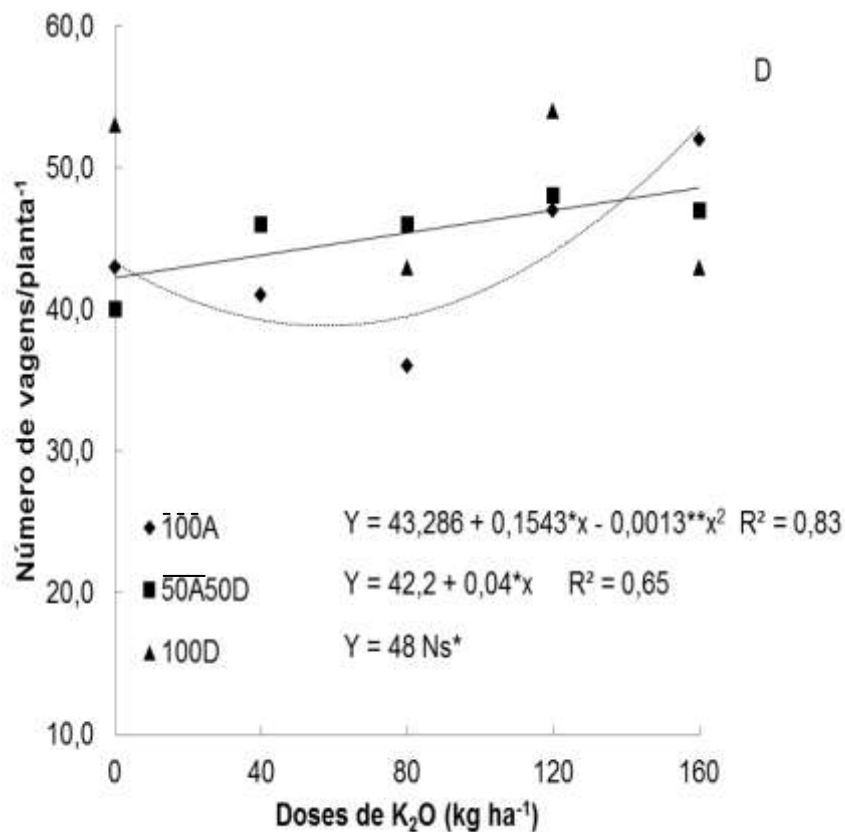 60,0
D
50,0
40,0
30,0
20,0
10,0
Número de vagens/planta⁻¹
100A Y = 43,286 + 0,1543*x - 0,0013**x² R² = 0,83
50A50D Y = 42,2 + 0,04*x R² = 0,65
100D Y = 48 Ns*
0 40 80 120 160
Doses de K₂O (kg ha⁻¹)